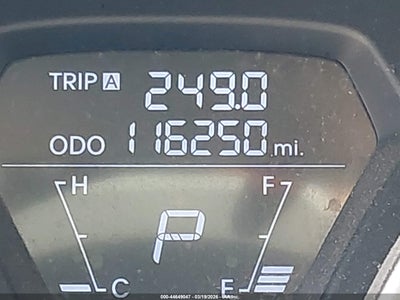 TRIP A 249.0
ODO 116250 mi.
H F
P
C E
000-44649047 - 03/19/2026 - IAA Inc.